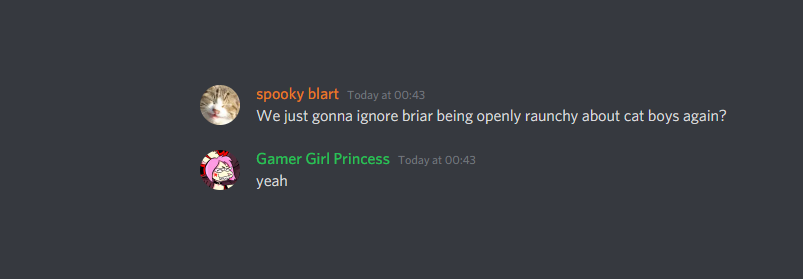 spooky blart Today at 00:43
We just gonna ignore briar being openly raunchy about cat boys again?
Gamer Girl Princess Today at 00:43
yeah